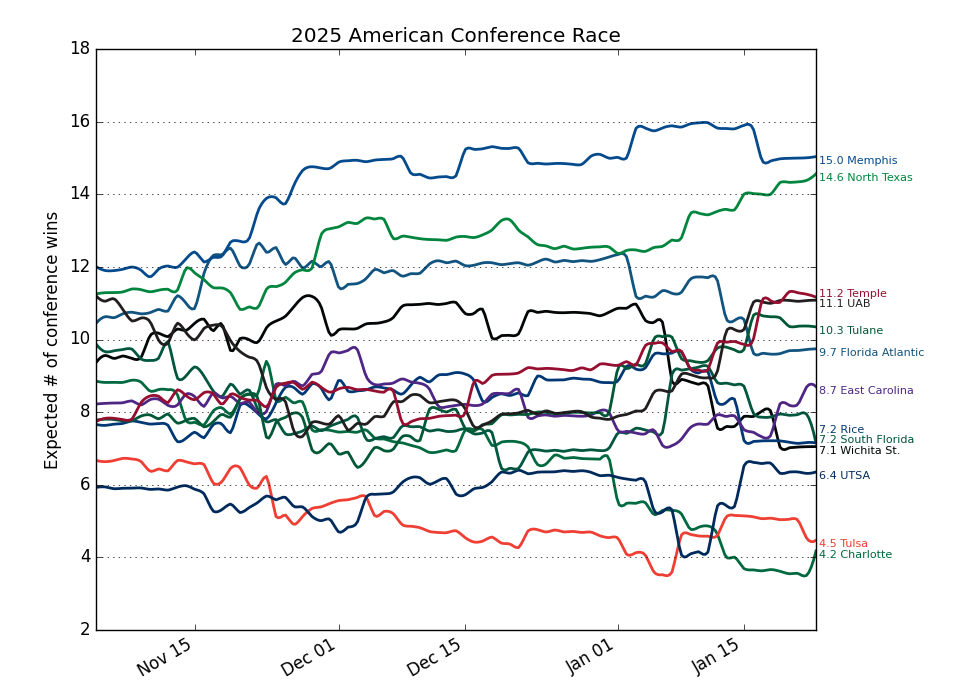 2025 American Conference Race
Expected # of conference wins
18
16
14
12
10
8
6
4
2
Nov 15
Dec 01
Dec 15
Jan 01
Jan 15
15.0 Memphis
14.6 North Texas
11.2 Temple
11.1 UAB
10.3 Tulane
9.7 Florida Atlantic
8.7 East Carolina
7.2 Rice
7.2 South Florida
7.1 Wichita St.
6.4 UTSA
4.5 Tulsa
4.2 Charlotte